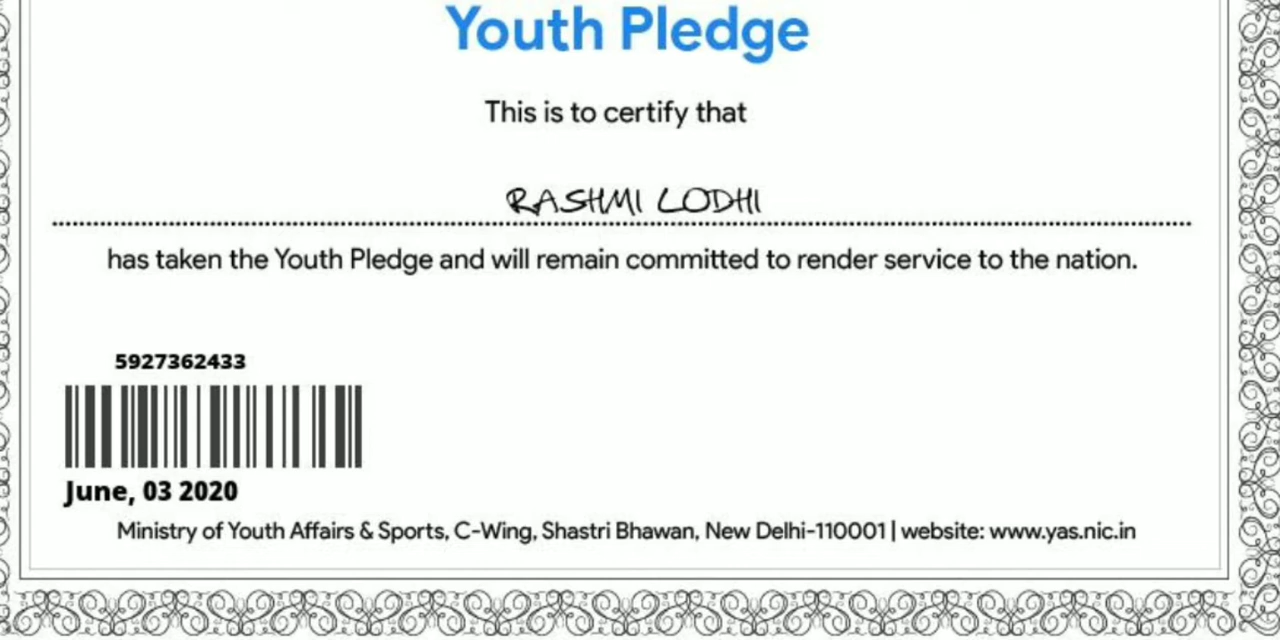 Youth Pledge
This is to certify that
RASHMI LODHI
has taken the Youth Pledge and will remain committed to render service to the nation.
5927362433
June, 03 2020
Ministry of Youth Affairs & Sports, C-Wing, Shastri Bhawan, New Delhi-110001 | website: www.yas.nic.in